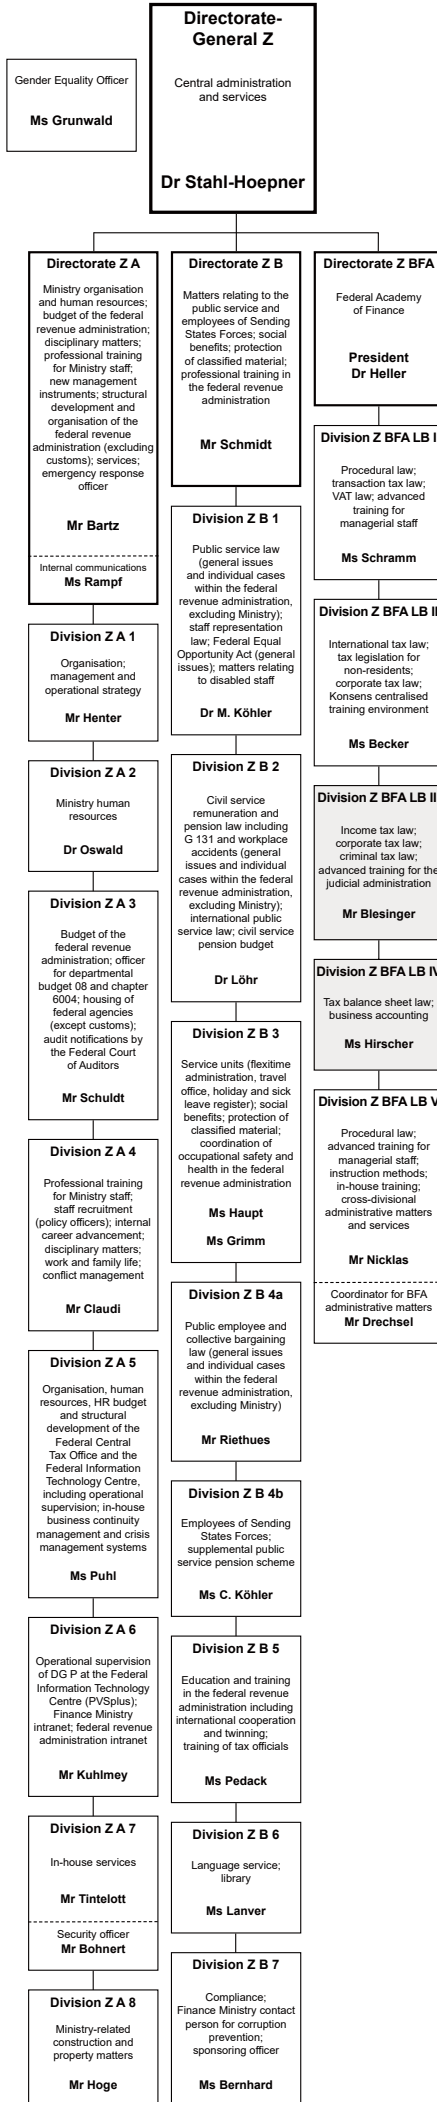 Directorate-
General Z
Central administration
and services
Dr Stahl-Hoepner
Gender Equality Officer
Ms Grunwald
Directorate Z A
Ministry organisation
and human resources;
budget of the federal
revenue administration;
disciplinary matters;
professional training
for Ministry staff;
new management
instruments; structural
development and
organisation of the
federal revenue
administration (excluding
customs); services;
emergency response
officer
Mr Bartz
Internal communications
Ms Rampf
Division Z A 1
Organisation;
management and
operational strategy
Mr Henter
Division Z A 2
Ministry human
resources
Dr Oswald
Division Z A 3
Budget of the
federal revenue
administration; officer
for departmental
budget 08 and chapter
6004; housing of
federal agencies
(except customs);
audit notifications by
the Federal Court
of Auditors
Mr Schuldt
Division Z A 4
Professional training
for Ministry staff;
staff recruitment
(policy officers); internal
career advancement;
disciplinary matters;
work and family life;
conflict management
Mr Claudi
Division Z A 5
Organisation, human
resources, HR budget
and structural
development of the
Federal Central
Tax Office and the
Federal Information
Technology Centre,
including operational
supervision; in-house
business continuity
management and crisis
management systems
Ms Puhl
Division Z A 6
Operational supervision
of DG P at the Federal
Information Technology
Centre (PVSplus);
Finance Ministry
intranet; federal revenue
administration intranet
Mr Kuhlmey
Division Z A 7
In-house services
Mr Tintelott
Security officer
Mr Bohnert
Division Z A 8
Ministry-related
construction and
property matters
Mr Hoge
Directorate Z B
Matters relating to the
public service and
employees of Sending
States Forces; social
benefits; protection
of classified material;
professional training in
the federal revenue
administration
Mr Schmidt
Division Z B 1
Public service law
(general issues
and individual cases
within the federal
revenue administration,
excluding Ministry);
staff representation
law; Federal Equal
Opportunity Act (general
issues); matters relating
to disabled staff
Dr M. Köhler
Division Z B 2
Civil service
remuneration and
pension law including
G 131 and workplace
accidents (general
issues and individual
cases within the federal
revenue administration,
excluding Ministry);
international public
service law; civil service
pension budget
Dr Löhr
Division Z B 3
Service units (flexitime
administration, travel
office, holiday and sick
leave register); social
benefits; protection of
classified material;
coordination of
occupational safety and
health in the federal
revenue administration
Ms Haupt
Ms Grimm
Division Z B 4a
Public employee and
collective bargaining
law (general issues
and individual cases
within the federal
revenue administration,
excluding Ministry)
Mr Riethues
Division Z B 4b
Employees of Sending
States Forces;
supplemental public
service pension scheme
Ms C. Köhler
Division Z B 5
Education and training
in the federal revenue
administration including
international cooperation
and twinning;
training of tax officials
Ms Pedack
Division Z B 6
Language service;
library
Ms Lanver
Division Z B 7
Compliance;
Finance Ministry contact
person for corruption
prevention;
sponsoring officer
Ms Bernhard
Directorate Z BFA
Federal Academy
of Finance
President
Dr Heller
Division Z BFA LB I
Procedural law;
transaction tax law;
VAT law; advanced
training for
managerial staff
Ms Schramm
Division Z BFA LB II
International tax law;
tax legislation for
non-residents;
corporate tax law;
Konsens centralised
training environment
Ms Becker
Division Z BFA LB III
Income tax law;
corporate tax law;
criminal tax law;
advanced training for the
judicial administration
Mr Blesinger
Division Z BFA LB IV
Tax balance sheet law;
business accounting
Ms Hirscher
Division Z BFA LB V
Procedural law;
advanced training for
managerial staff;
instruction methods;
in-house training;
cross-divisional
administrative matters
and services
Mr Nicklas
Coordinator for BFA
administrative matters
Mr Drechsel